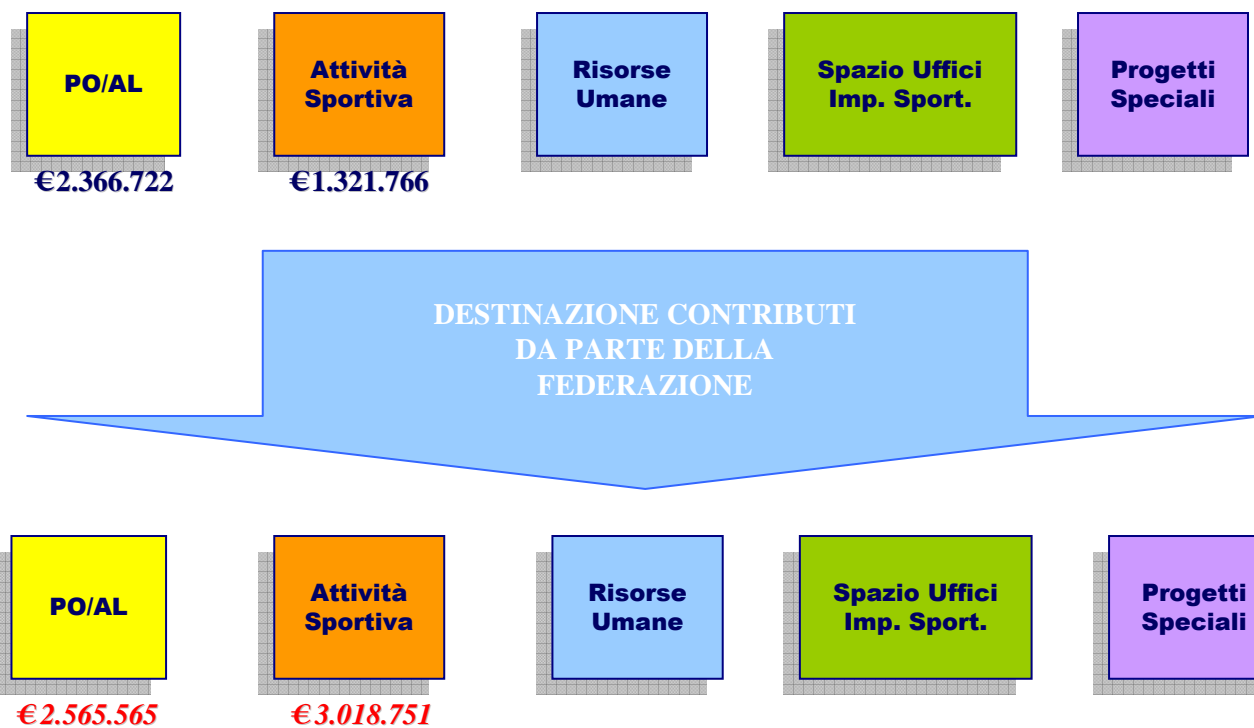 PO/AL
Attività
Sportiva
Risorse
Umane
Spazio Uffici
Imp. Sport.
Progetti
Speciali
€2.366.722
€1.321.766
DESTINAZIONE CONTRIBUTI
DA PARTE DELLA
FEDERAZIONE
PO/AL
Attività
Sportiva
Risorse
Umane
Spazio Uffici
Imp. Sport.
Progetti
Speciali
€2.565.565
€3.018.751